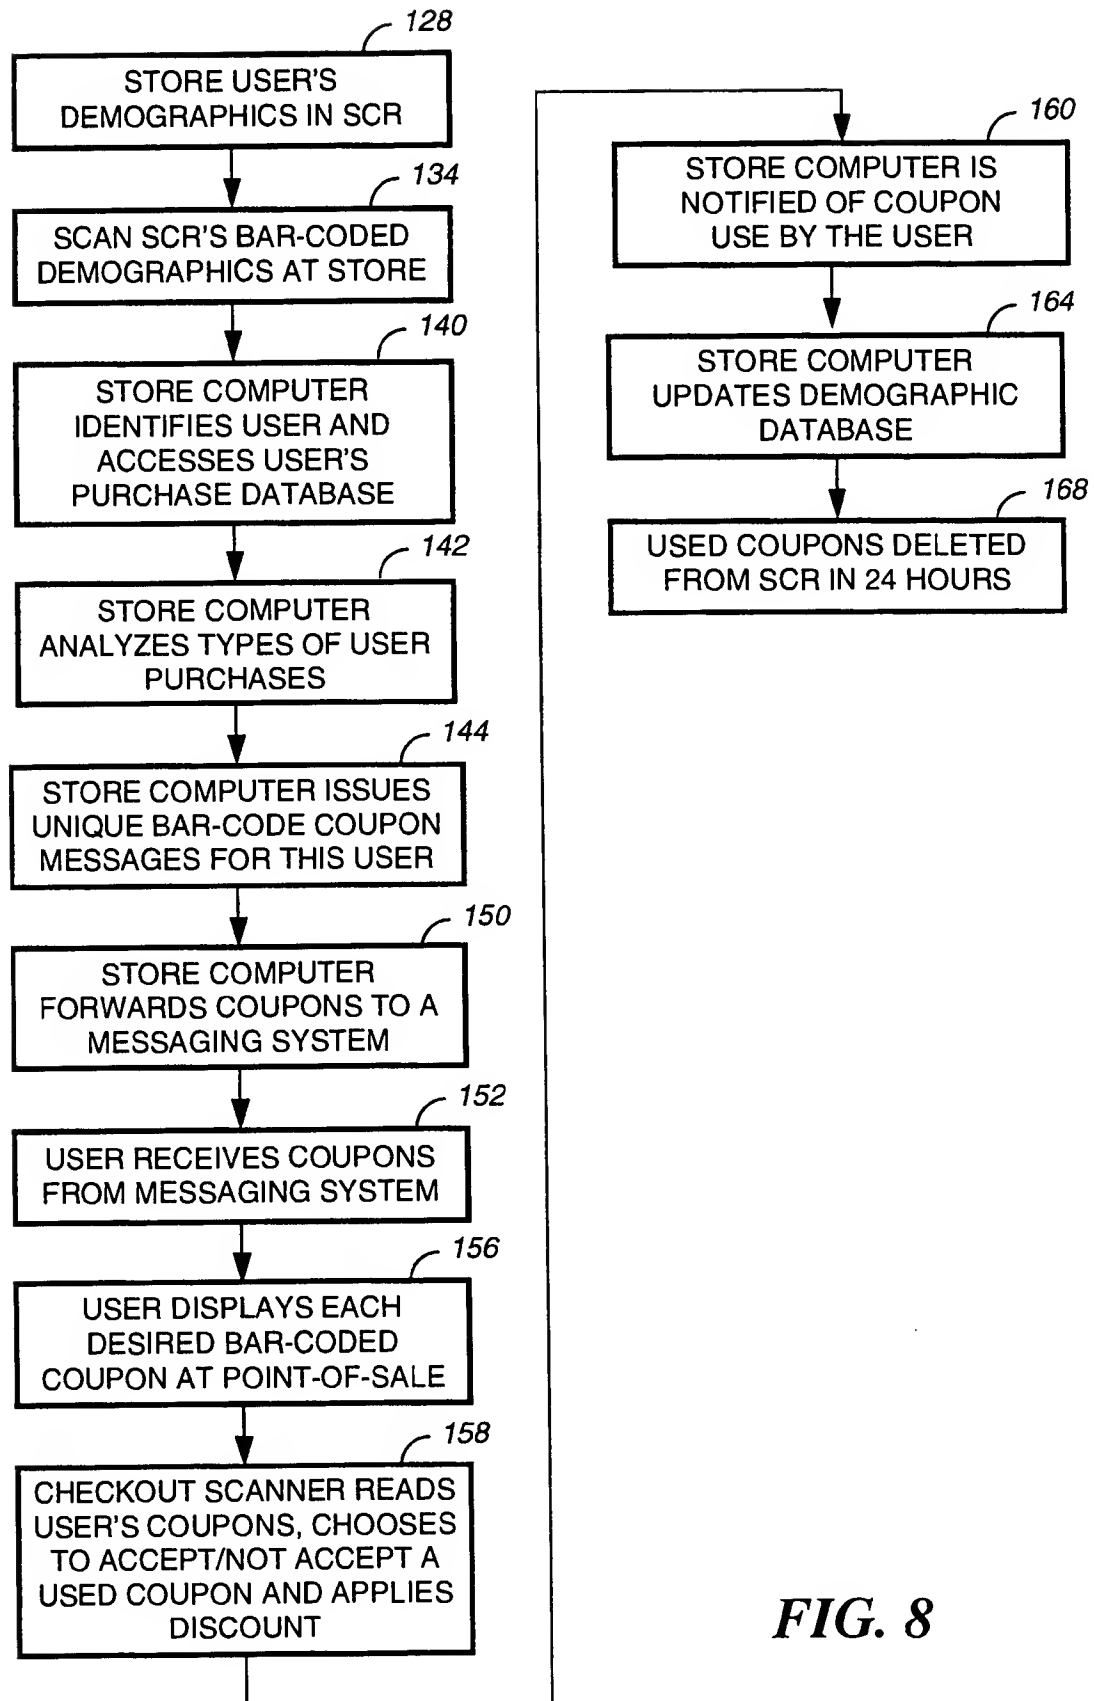 128
STORE USER'S
DEMOGRAPHICS IN SCR
134
SCAN SCR'S BAR-CODED
DEMOGRAPHICS AT STORE
140
STORE COMPUTER
IDENTIFIES USER AND
ACCESSES USER'S
PURCHASE DATABASE
142
STORE COMPUTER
ANALYZES TYPES OF USER
PURCHASES
144
STORE COMPUTER ISSUES
UNIQUE BAR-CODE COUPON
MESSAGES FOR THIS USER
150
STORE COMPUTER
FORWARDS COUPONS TO A
MESSAGING SYSTEM
152
USER RECEIVES COUPONS
FROM MESSAGING SYSTEM
156
USER DISPLAYS EACH
DESIRED BAR-CODED
COUPON AT POINT-OF-SALE
158
CHECKOUT SCANNER READS
USER'S COUPONS, CHOOSES
TO ACCEPT/NOT ACCEPT A
USED COUPON AND APPLIES
DISCOUNT
160
STORE COMPUTER IS
NOTIFIED OF COUPON
USE BY THE USER
164
STORE COMPUTER
UPDATES DEMOGRAPHIC
DATABASE
168
USED COUPONS DELETED
FROM SCR IN 24 HOURS
FIG. 8